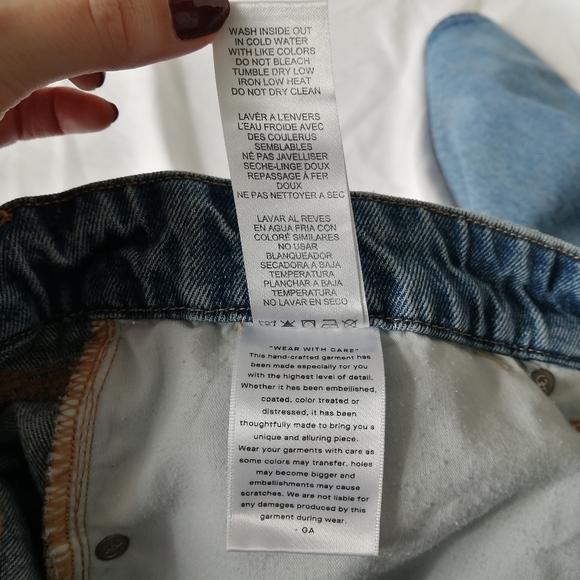 WASH INSIDE OUT
IN COLD WATER
WITH LIKE COLORS
DO NOT BLEACH
TUMBLE DRY LOW
IRON LOW HEAT
DO NOT DRY CLEAN
LAVÉR A L'ENVERS
L'EAU FROIDE AVEC
DES COULERUS
SEMBLABLES
NÉ PAS JAVELLISER
SECHE-LINGE DOUX
REPASSAGE À FER
DOUX
NE PAS NETTOYER A SEC
LAVAR AL REVES
EN AGUA FRIA CON
COLORÉ SIMILARES
NO USAR
BLANQUEADOR
SECADORA A BAJA
TEMPERATURA
PLANCHAR A BAJA
TEMPERATURA
NO LAVAR EN SECO
"WEAR WITH CARE"
This hand-crafted garment has
been made especially for you
with the highest level of detail.
Whether it has been embellished,
coated, color treated or
distressed, it has been
thoughtfully made to bring you a
unique and alluring piece.
Wear your garments with care as
some colors may transfer, holes
may become bigger and
embellishments may cause
scratches. We are not liable for
any damages produced by this
garment during wear.
- GA